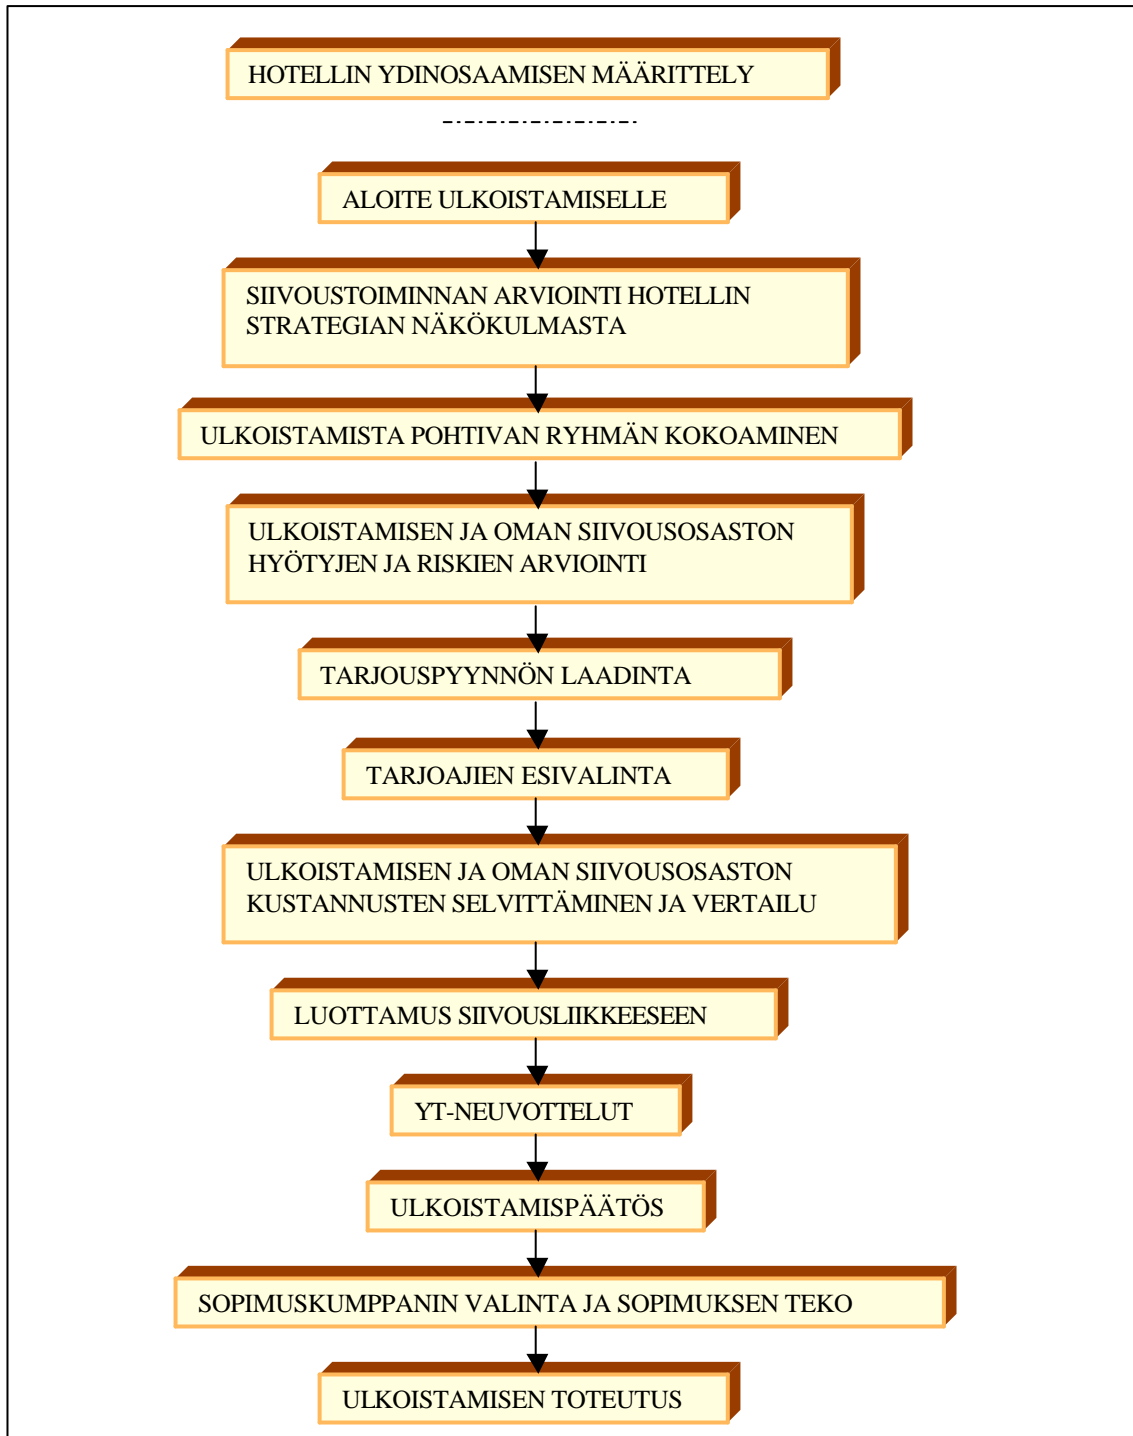 HOTELLIN YDINOSAAMISEN MÄÄRITTELY
ALOITE ULKOISTAMISELLE
SIIVOUSTOIMINNAN ARVIOINTI HOTELLIN
STRATEGIAN NÄKÖKULMASTA
ULKOISTAMISTA POHTIVAN RYHMÄN KOKOAMINEN
ULKOISTAMISEN JA OMAN SIIVOUSOSASTON
HYÖTYJEN JA RISKIEN ARVIOINTI
TARJOUSPYYNNÖN LAADINTA
TARJOAJIEN ESIVALINTA
ULKOISTAMISEN JA OMAN SIIVOUSOSASTON
KUSTANNUSTEN SELVITTÄMINEN JA VERTAILU
LUOTTAMUS SIIVOUSLIIKKEESEEN
YT-NEUVOTTELUT
ULKOISTAMISPÄÄTÖS
SOPIMUSKUMPPANIN VALINTA JA SOPIMUKSEN TEKO
ULKOISTAMISEN TOTEUTUS